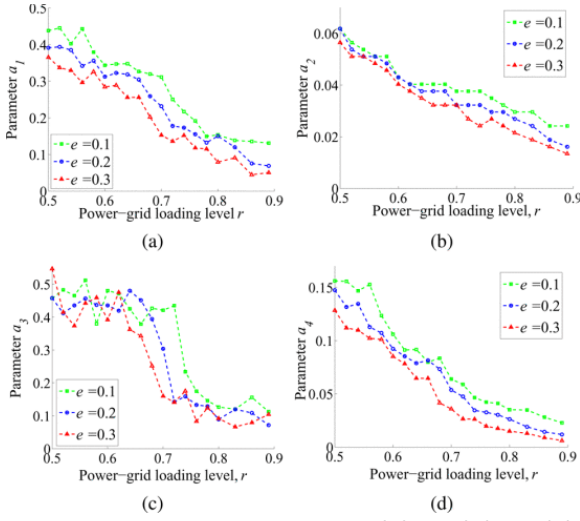 0.5
0.4
0.3
0.2
0.1
0
0.5 0.6 0.7 0.8 0.9
Parameter a1
Power-grid loading level, r
e =0.1
e =0.2
e =0.3
(a)
0.06
0.04
0.02
0
0.5 0.6 0.7 0.8 0.9
Parameter a2
Power-grid loading level, r
e =0.1
e =0.2
e =0.3
(b)
0.5
0.4
0.3
0.2
0.1
0
0.5 0.6 0.7 0.8 0.9
Parameter a3
Power-grid loading level, r
e =0.1
e =0.2
e =0.3
(c)
0.15
0.1
0.05
0
0.5 0.6 0.7 0.8 0.9
Parameter a4
Power-grid loading level, r
e =0.1
e =0.2
e =0.3
(d)